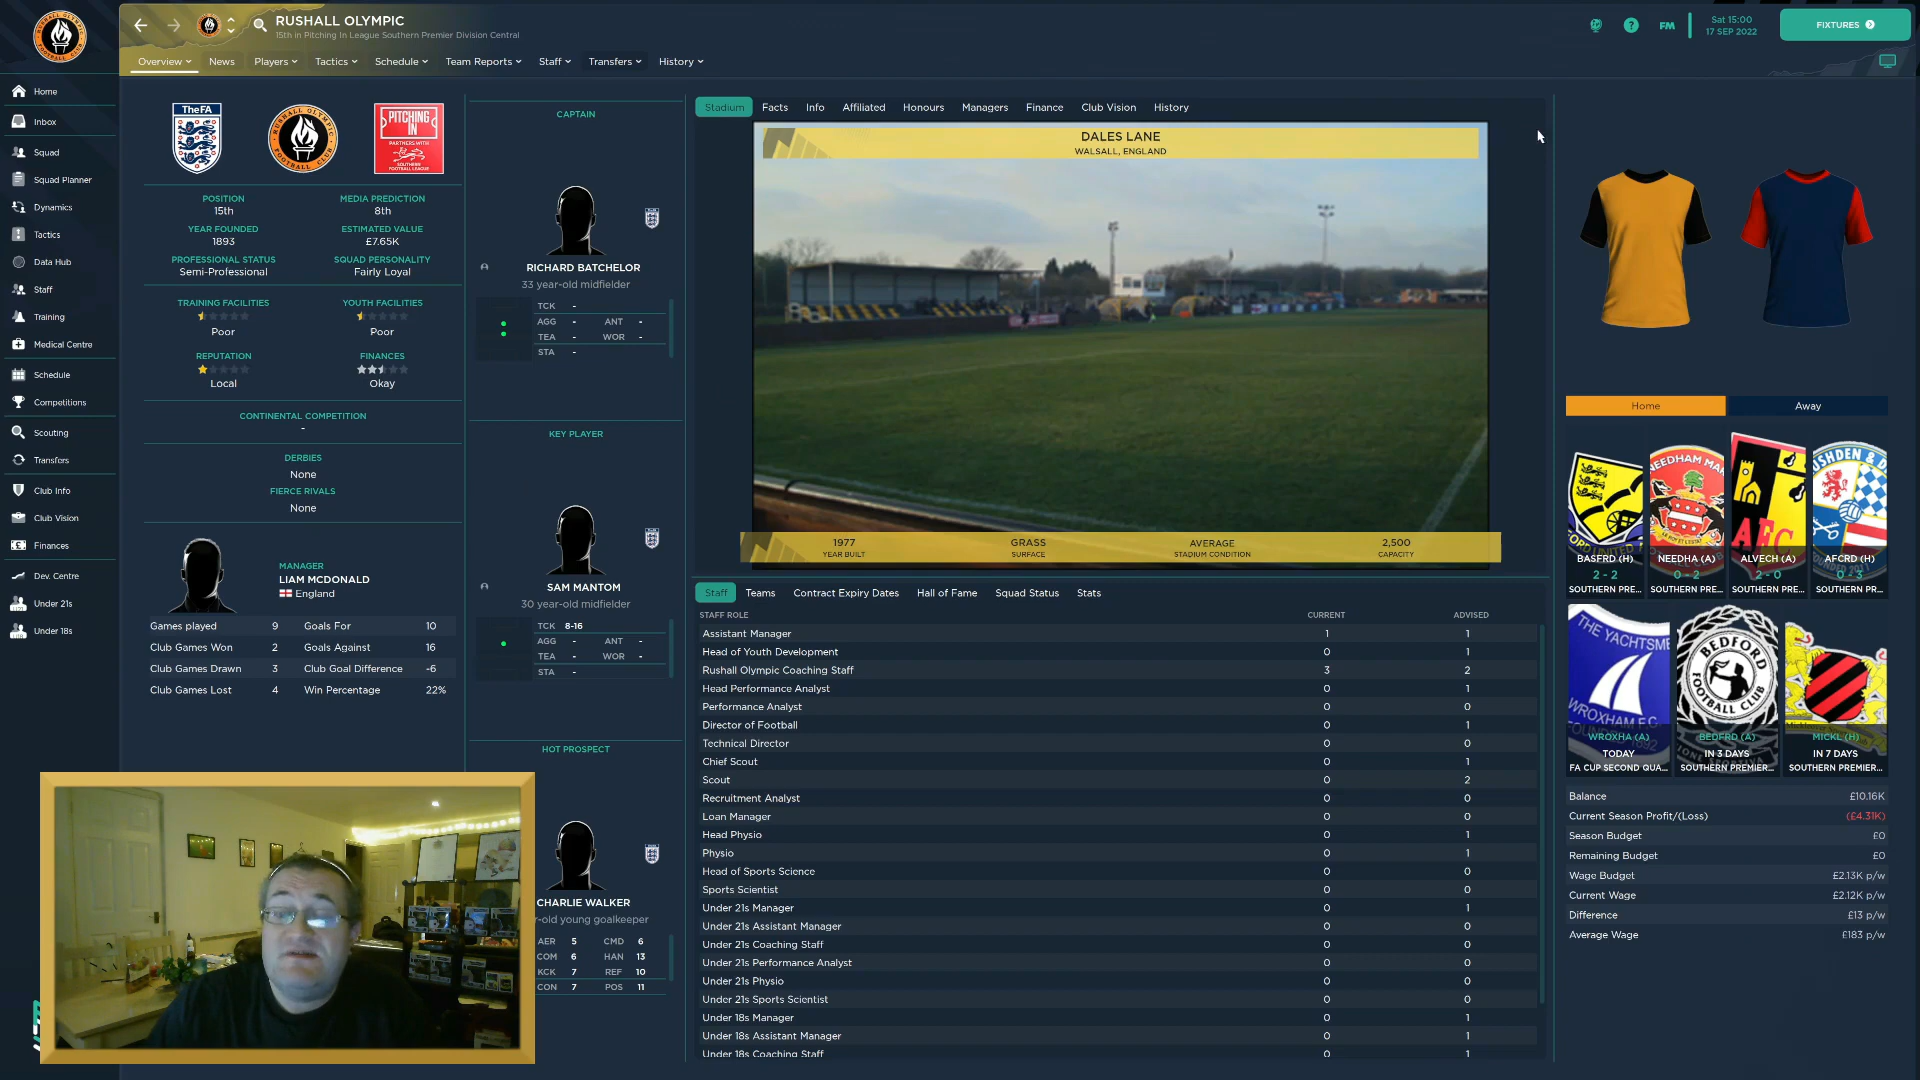 RUSHALL OLYMPIC
15th in Pitching In League Southern Premier Division Central
FM
Sat 15:00
17 SEP 2022
FIXTURES
Overview
News
Players
Tactics
Schedule
Team Reports
Staff
Transfers
History
Home
Inbox
Squad
Squad Planner
Dynamics
Tactics
Data Hub
Staff
Training
Medical Centre
Schedule
Competitions
Scouting
Transfers
Club Info
Club Vision
Finances
Dev. Centre
Under 21s
Under 18s
TheFA
RUSHALL OLYMPIC
FOOTBALL CLUB
PITCHING IN
PARTNERS WITH
SOUTHERN
FOOTBALL LEAGUE
POSITION
15th
MEDIA PREDICTION
8th
YEAR FOUNDED
1893
ESTIMATED VALUE
£7.65K
PROFESSIONAL STATUS
Semi-Professional
SQUAD PERSONALITY
Fairly Loyal
TRAINING FACILITIES
Poor
YOUTH FACILITIES
Poor
REPUTATION
Local
FINANCES
Okay
CONTINENTAL COMPETITION
-
DERBIES
None
FIERCE RIVALS
None
MANAGER
LIAM MCDONALD
England
Games played 9 Goals For 10
Club Games Won 2 Goals Against 16
Club Games Drawn 3 Club Goal Difference -6
Club Games Lost 4 Win Percentage 22%
CAPTAIN
RICHARD BATCHELOR
33 year-old midfielder
TCK -
AGG - ANT -
TEA - WOR -
STA -
KEY PLAYER
SAM MANTOM
30 year-old midfielder
TCK 8-16
AGG - ANT -
TEA - WOR -
STA -
HOT PROSPECT
CHARLIE WALKER
-old young goalkeeper
AER 5 CMD 6
COM 6 HAN 13
KCK 7 REF 10
CON 7 POS 11
Stadium
Facts
Info
Affiliated
Honours
Managers
Finance
Club Vision
History
DALES LANE
WALSALL, ENGLAND
1977
YEAR BUILT
GRASS
SURFACE
AVERAGE
STADIUM CONDITION
2,500
CAPACITY
Staff
Teams
Contract Expiry Dates
Hall of Fame
Squad Status
Stats
STAFF ROLE CURRENT ADVISED
Assistant Manager 1 1
Head of Youth Development 0 1
Rushall Olympic Coaching Staff 3 2
Head Performance Analyst 0 1
Performance Analyst 0 0
Director of Football 0 1
Technical Director 0 0
Chief Scout 0 1
Scout 0 2
Recruitment Analyst 0 0
Loan Manager 0 0
Head Physio 0 1
Physio 0 1
Head of Sports Science 0 0
Sports Scientist 0 0
Under 21s Manager 0 1
Under 21s Assistant Manager 0 0
Under 21s Coaching Staff 0 0
Under 21s Performance Analyst 0 0
Under 21s Physio 0 0
Under 21s Sports Scientist 0 0
Under 18s Manager 0 1
Under 18s Assistant Manager 0 1
Under 18s Coaching Staff 0 1
Home
Away
BASFRD (H)
2 - 2
SOUTHERN PRE...
NEEDHA (A)
0 - 2
SOUTHERN PRE...
ALVECH (A)
2 - 0
SOUTHERN PRE...
AFCRD (H)
0 - 3
SOUTHERN PR...
THE YACHTSME
WROXHAM F.C.
WROXHA (A)
TODAY
FA CUP SECOND QUA...
BEDFORD
FOOTBALL CLUB
BEDFRD (A)
IN 3 DAYS
SOUTHERN PREMIER...
MICKL (H)
IN 7 DAYS
SOUTHERN PREMIER...
Balance £10.16K
Current Season Profit/(Loss) (£4.31K)
Season Budget £0
Remaining Budget £0
Wage Budget £2.13K p/w
Current Wage £2.12K p/w
Difference £13 p/w
Average Wage £183 p/w